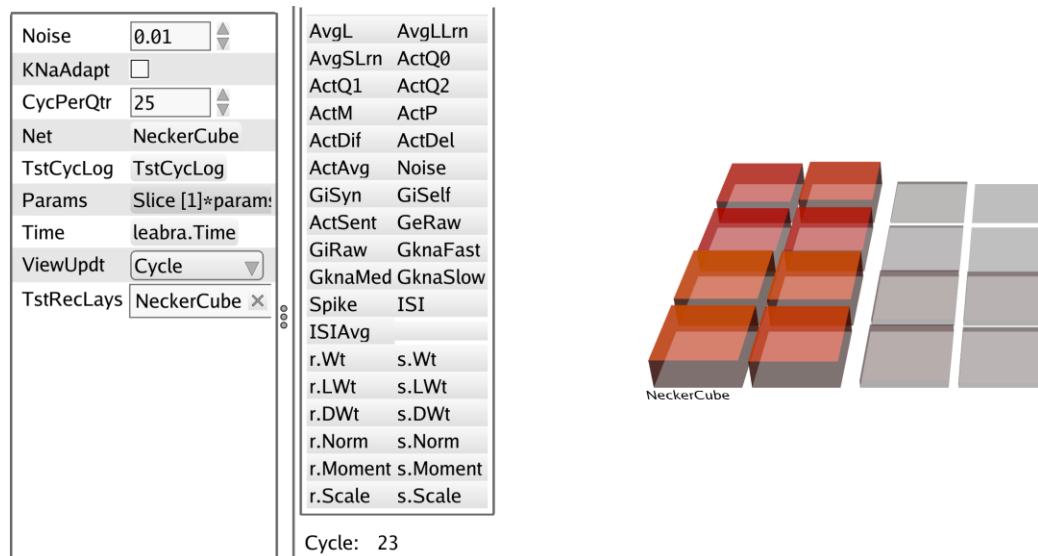 Noise 0.01
KNaAdapt
CycPerQtr 25
Net NeckerCube
TstCycLog TstCycLog
Params Slice [1]*params
Time leabra.Time
ViewUpdt Cycle
TstRecLays NeckerCube ×
AvgL AvgLLrn
AvgSLrn ActQ0
ActQ1 ActQ2
ActM ActP
ActDif ActDel
ActAvg Noise
GiSyn GiSelf
ActSent GeRaw
GiRaw GknaFast
GknaMed GknaSlow
Spike ISI
ISIAvg
r.Wt s.Wt
r.LWt s.LWt
r.DWt s.DWt
r.Norm s.Norm
r.Moment s.Moment
r.Scale s.Scale
Cycle: 23
NeckerCube